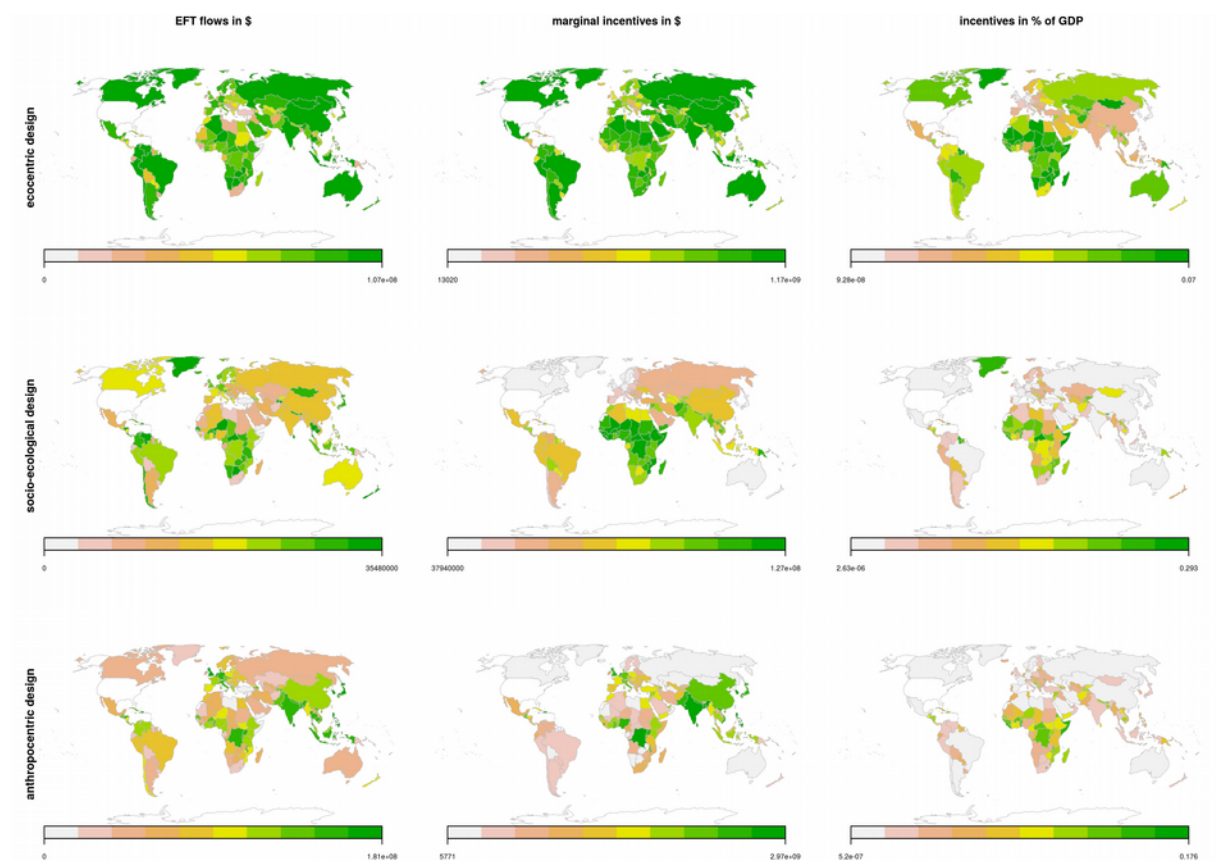 EFT flows in $
marginal incentives in $
incentives in % of GDP
ecocentric design
0
1.07e+08
13020
1.17e+09
9.28e-08
0.07
socio-ecological design
0
35480000
37940000
1.27e+08
2.63e-06
0.293
anthropocentric design
0
1.81e+08
5771
2.97e+09
5.2e-07
0.176